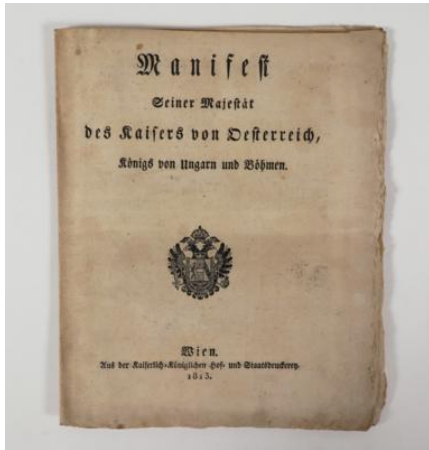 Manifest
Seiner Majestät
des Kaisers von Oesterreich,
Königs von Ungarn und Böhmen.
Wien.
Aus der Kaiserlich-Königlichen Hof- und Staatsdruckerey.
1813.